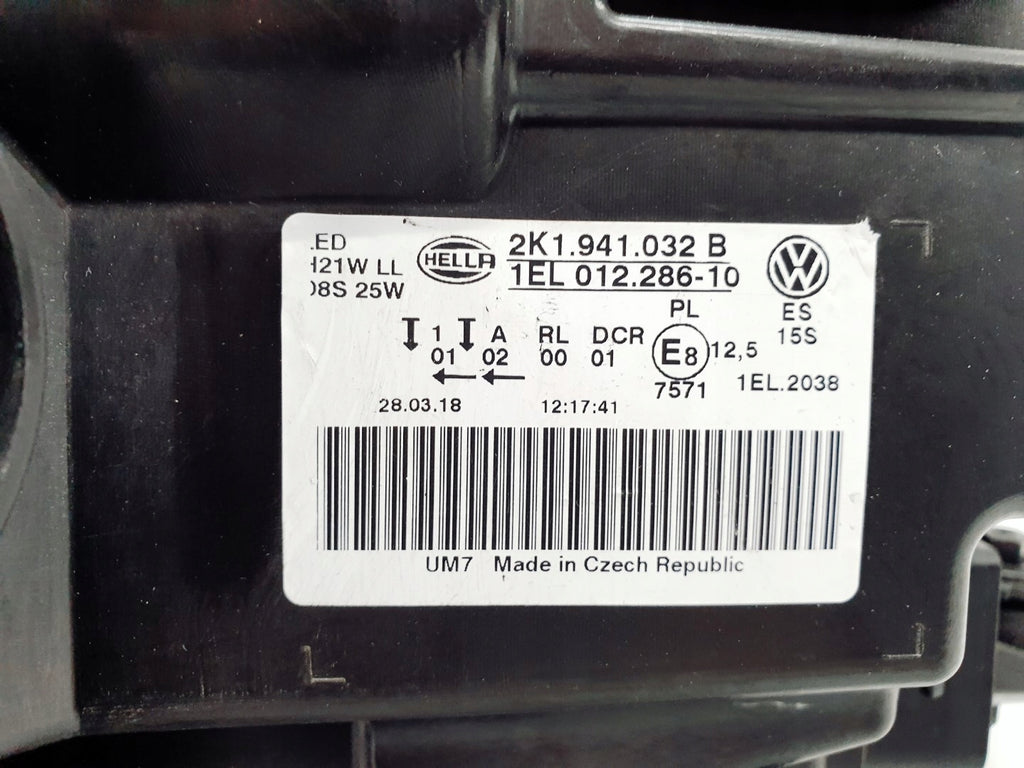 .ED
H21W LL
D8S 25W
HELLA
2K1.941.032 B
1EL 012.286-10
VW
ES
15S
PL
1 A RL DCR
01 02 00 01
E8
12,5
7571
1EL.2038
28.03.18 12:17:41
UM7 Made in Czech Republic